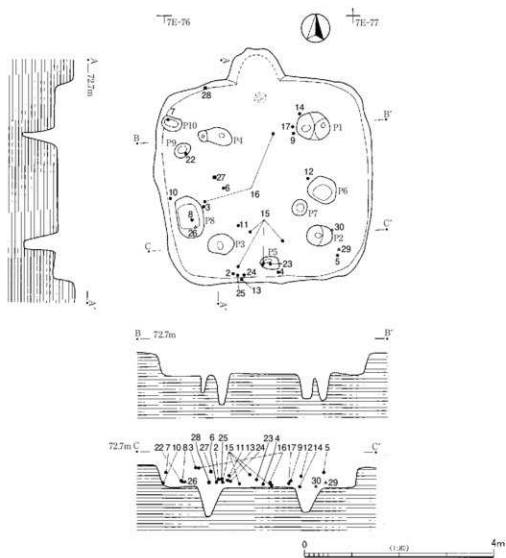 7E-76
7E-77
A
72.7m
A'
A
28
7
P10
14
17
9
P1
B'
P9
22
P4
B
27
6
16
12
P6
10
3
8
P8
26
P7
15
11
30
C'
P2
29
5
C
P3
P5
23
4
2
24
25
13
A'
B
72.7m
B'
72.7m C
C'
28 6 25 23 4
22 7 10 8 3 27 2 15 11 13 24 16 17 9 12 14 5
26
30
29
0
4m